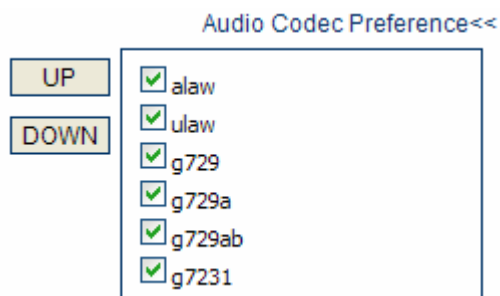 Audio Codec Preference<<
UP
DOWN
alaw
ulaw
g729
g729a
g729ab
g7231